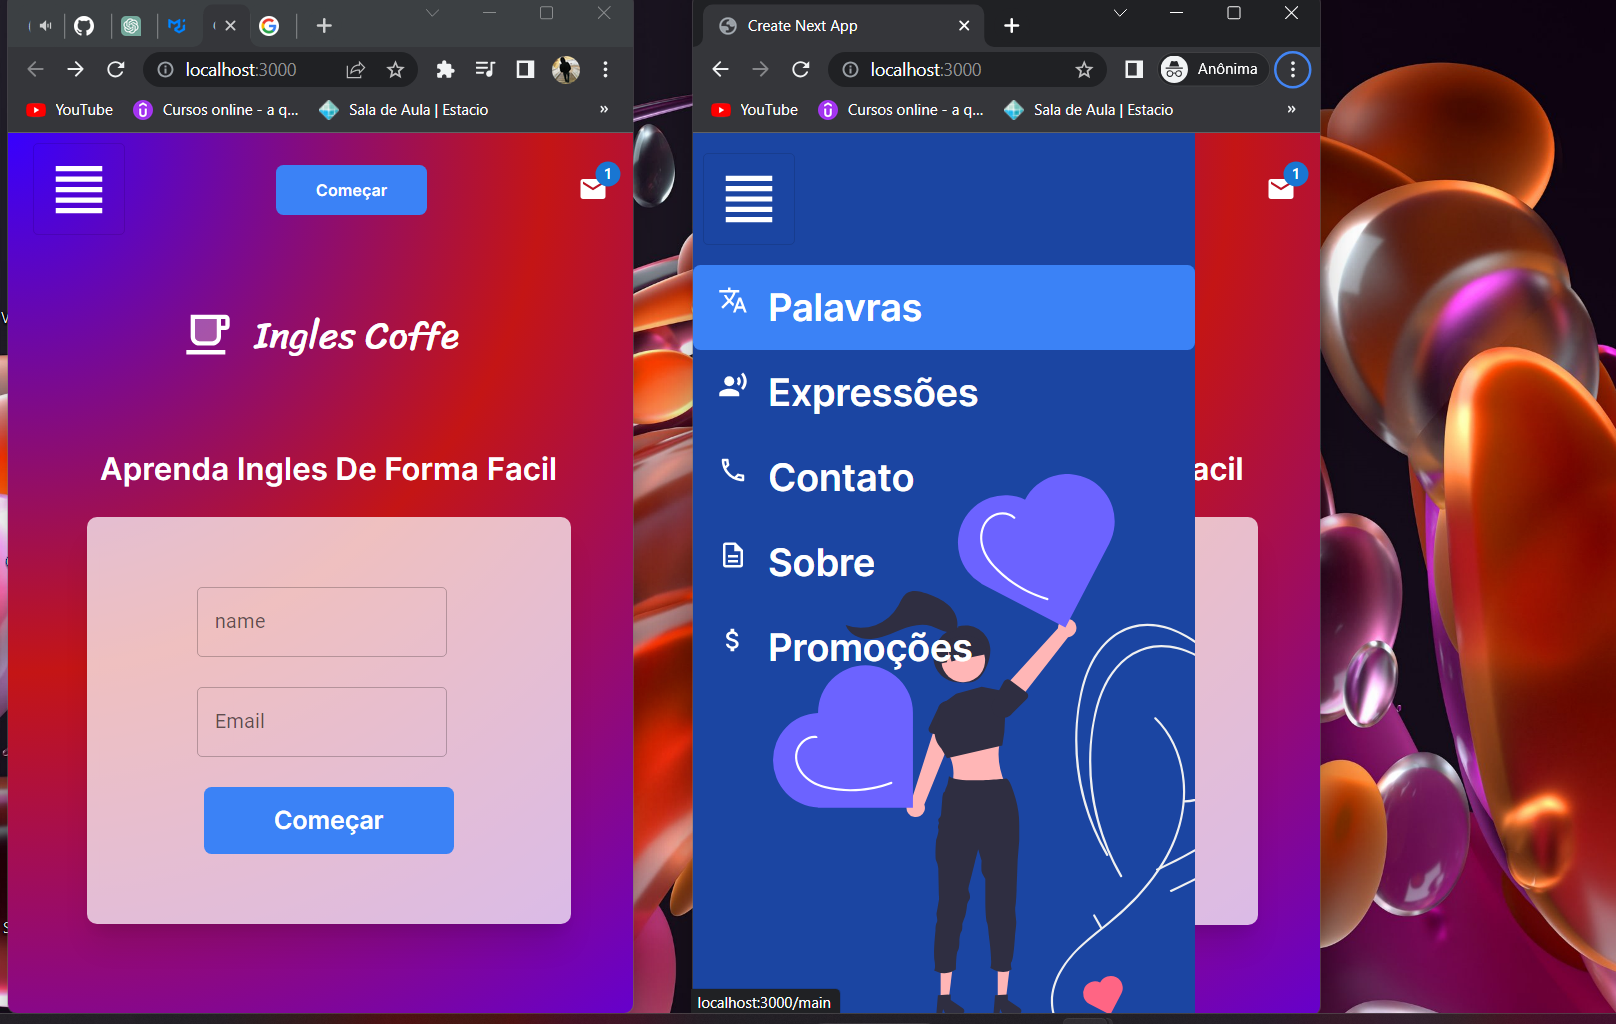 localhost:3000
YouTube
Cursos online - a q...
Sala de Aula | Estacio
»
Começar
1
Ingles Coffe
Aprenda Ingles De Forma Facil
name
Email
Começar
Create Next App
localhost:3000
Anônima
YouTube
Cursos online - a q...
Sala de Aula | Estacio
»
1
Palavras
Expressões
Contato
acil
Sobre
Promoções
localhost:3000/main